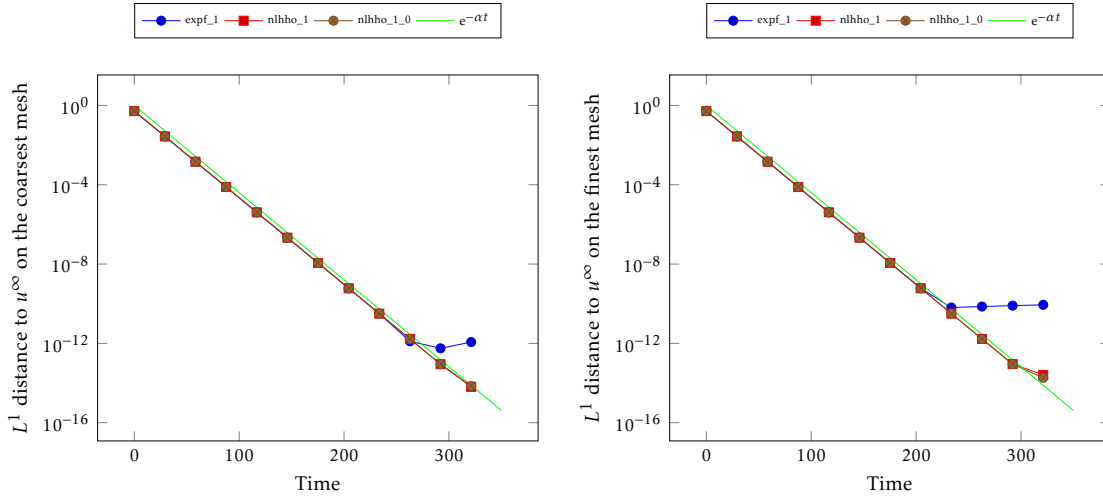 expf_1 nlhho_1 nlhho_1_0 e^{-αt}
L^1 distance to u^∞ on the coarsest mesh
10^0
10^{-4}
10^{-8}
10^{-12}
10^{-16}
0 100 200 300
Time
expf_1 nlhho_1 nlhho_1_0 e^{-αt}
L^1 distance to u^∞ on the finest mesh
10^0
10^{-4}
10^{-8}
10^{-12}
10^{-16}
0 100 200 300
Time